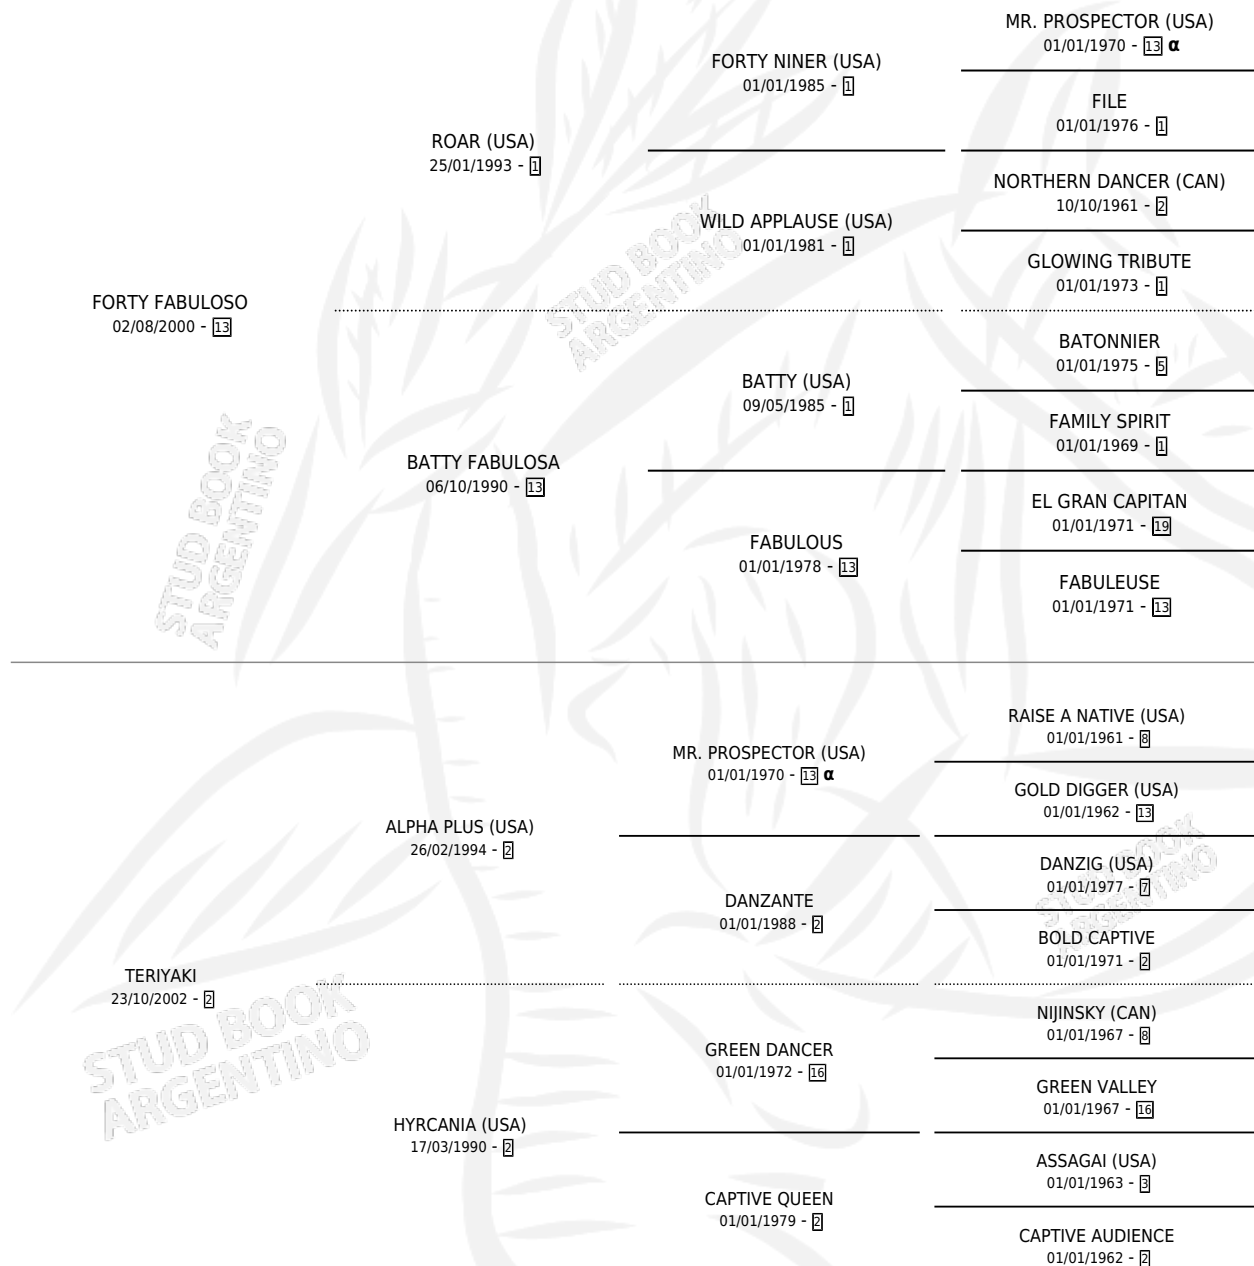 MR. PROSPECTOR (USA)
01/01/1970 - 13 α
FORTY NINER (USA)
01/01/1985 - 1
FILE
01/01/1976 - 1
ROAR (USA)
25/01/1993 - 1
NORTHERN DANCER (CAN)
10/10/1961 - 2
WILD APPLAUSE (USA)
01/01/1981 - 1
GLOWING TRIBUTE
01/01/1973 - 1
STUD BOOK
ARGENTINO
FORTY FABULOSO
02/08/2000 - 13
BATONNIER
01/01/1975 - 5
BATTY (USA)
09/05/1985 - 1
FAMILY SPIRIT
01/01/1969 - 1
BATTY FABULOSA
06/10/1990 - 13
EL GRAN CAPITAN
01/01/1971 - 19
FABULOUS
01/01/1978 - 13
FABULEUSE
01/01/1971 - 13
STUD BOOK
ARGENTINO
RAISE A NATIVE (USA)
01/01/1961 - 8
MR. PROSPECTOR (USA)
01/01/1970 - 13 α
GOLD DIGGER (USA)
01/01/1962 - 13
ALPHA PLUS (USA)
26/02/1994 - 2
DANZIG (USA)
01/01/1977 - 7
DANZANTE
01/01/1988 - 2
BOLD CAPTIVE
01/01/1971 - 2
STUD BOOK
ARGENTINO
TERIYAKI
23/10/2002 - 2
NIJINSKY (CAN)
01/01/1967 - 8
GREEN DANCER
01/01/1972 - 16
GREEN VALLEY
01/01/1967 - 16
HYRCANIA (USA)
17/03/1990 - 2
ASSAGAI (USA)
01/01/1963 - 3
CAPTIVE QUEEN
01/01/1979 - 2
CAPTIVE AUDIENCE
01/01/1962 - 2
STUD BOOK
ARGENTINO